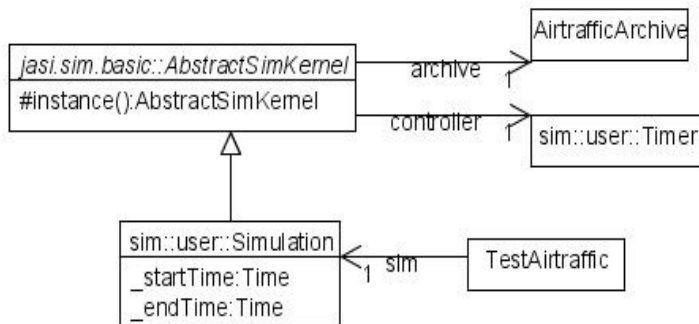 AirtrafficArchive
jasi.sim.basic::AbstractSimKernel
archive
1
#instance():AbstractSimKernel
controller
1
sim::user::Timer
sim::user::Simulation
_startTime:Time
_endTime:Time
1 sim
TestAirtraffic